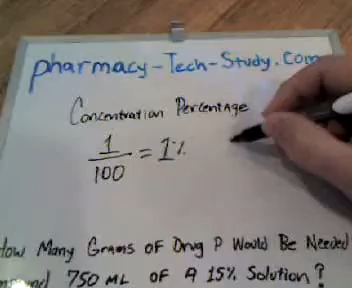 pharmacy-Tech-Study.Com
Concentration Percentage
1
100 = 1%
How Many Grams OF Drug P Would Be Needed
750 ML OF A 15% Solution?